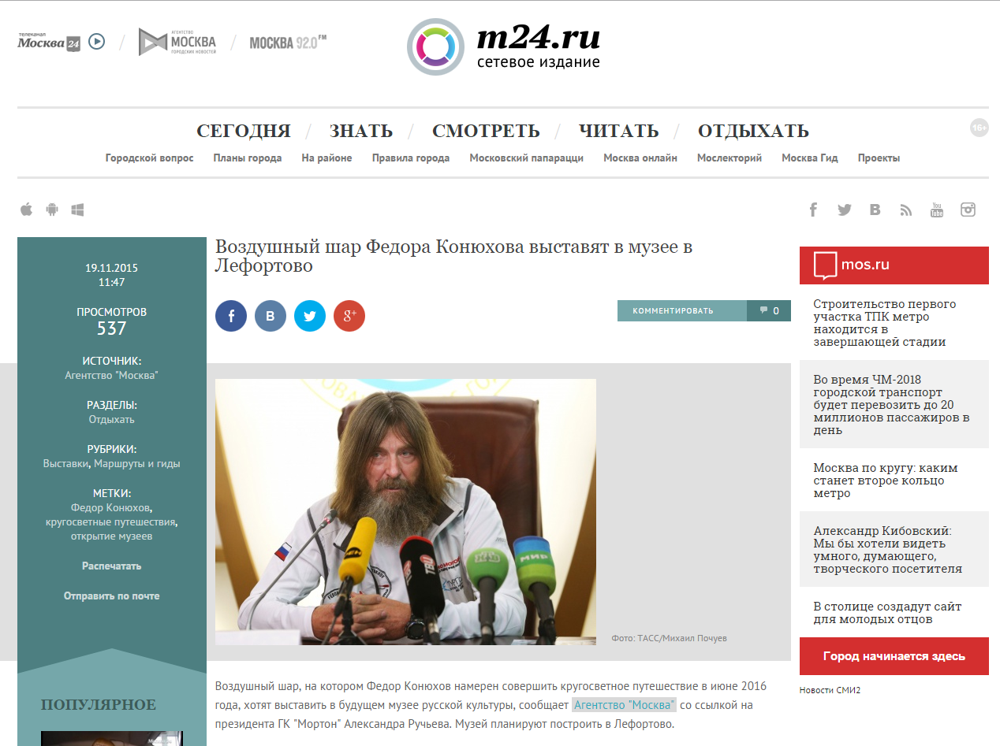 телеканал
Москва 24
АГЕНТСТВО
МОСКВА
ГОРОДСКИХ НОВОСТЕЙ
МОСКВА 92.0 FM
m24.ru
сетевое издание
СЕГОДНЯ / ЗНАТЬ / СМОТРЕТЬ / ЧИТАТЬ / ОТДЫХАТЬ
16+
Городской вопрос Планы города На районе Правила города Московский папарацци Москва онлайн Мослекторий Москва Гид Проекты
You Tube
19.11.2015
11:47
ПРОСМОТРОВ
537
ИСТОЧНИК:
Агентство "Москва"
РАЗДЕЛЫ:
Отдыхать
РУБРИКИ:
Выставки, Маршруты и гиды
МЕТКИ:
Федор Конюхов,
кругосветные путешествия,
открытие музеев
Распечатать
Отправить по почте
ПОПУЛЯРНОЕ
Воздушный шар Федора Конюхова выставят в музее в
Лефортово
КОММЕНТИРОВАТЬ 0
НТВ
МИР
Фото: ТАСС/Михаил Почуев
Воздушный шар, на котором Федор Конюхов намерен совершить кругосветное путешествие в июне 2016
года, хотят выставить в будущем музее русской культуры, сообщает Агентство "Москва" со ссылкой на
президента ГК "Мортон" Александра Ручьева. Музей планируют построить в Лефортово.
mos.ru
Строительство первого
участка ТПК метро
находится в
завершающей стадии
Во время ЧМ-2018
городской транспорт
будет перевозить до 20
миллионов пассажиров в
день
Москва по кругу: каким
станет второе кольцо
метро
Александр Кибовский:
Мы бы хотели видеть
умного, думающего,
творческого посетителя
В столице создадут сайт
для молодых отцов
Город начинается здесь
Новости СМИ2